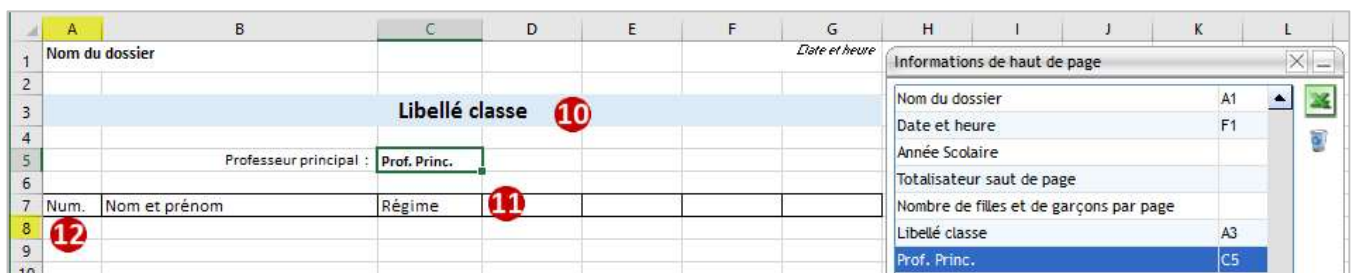 A B C D E F G H I J K L
1 Nom du dossier Date et heure
2
3 Libellé classe 10
4
5 Professeur principal : Prof. Princ.
6
7 Num. Nom et prénom Régime 11
8 12
9
10
Informations de haut de page
Nom du dossier A1
Date et heure F1
Année Scolaire
Totalisateur saut de page
Nombre de filles et de garçons par page
Libellé classe A3
Prof. Princ. C5